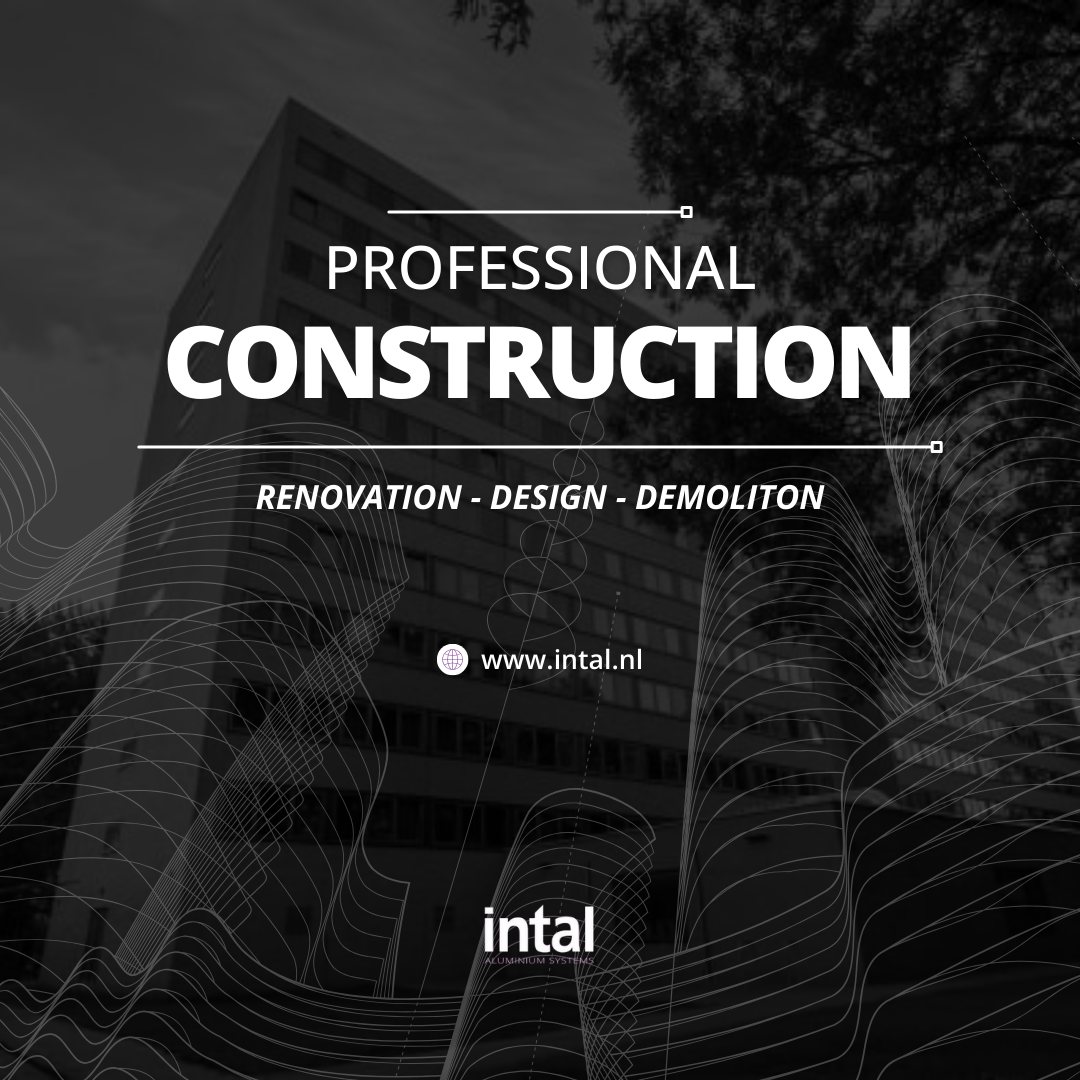 PROFESSIONAL
CONSTRUCTION
RENOVATION - DESIGN - DEMOLITON
www.intal.nl
intal
ALUMINIUM SYSTEMS